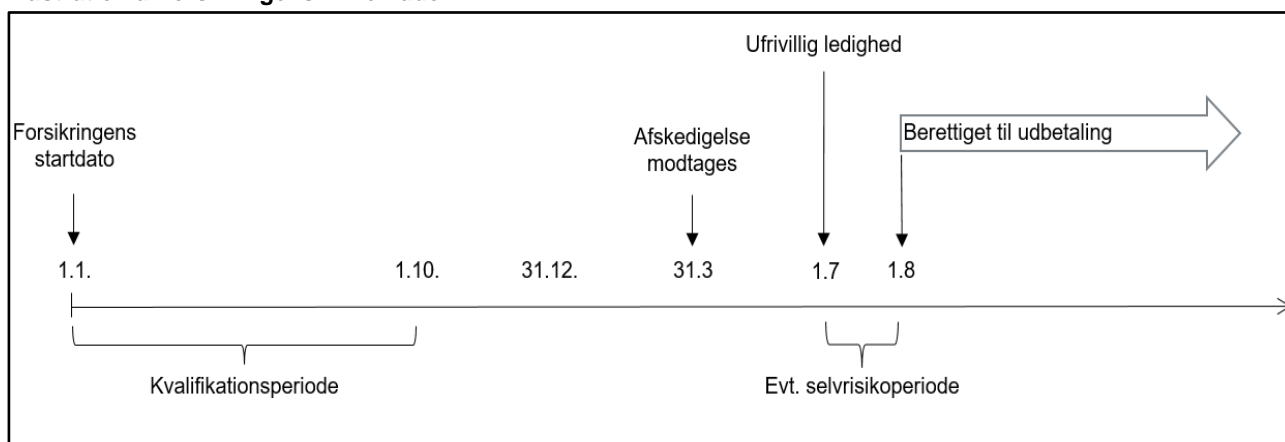 Ufrivillig ledighed
Forsikringens
startdato
Afskedigelse
modtages
Berettiget til udbetaling
1.1.
1.10.
31.12.
31.3
1.7
1.8
Kvalifikationsperiode
Evt. selvrisikoperiode